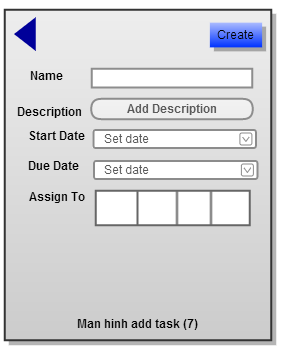 Create
Name
Description Add Description
Start Date Set date
Due Date Set date
Assign To
Man hinh add task (7)